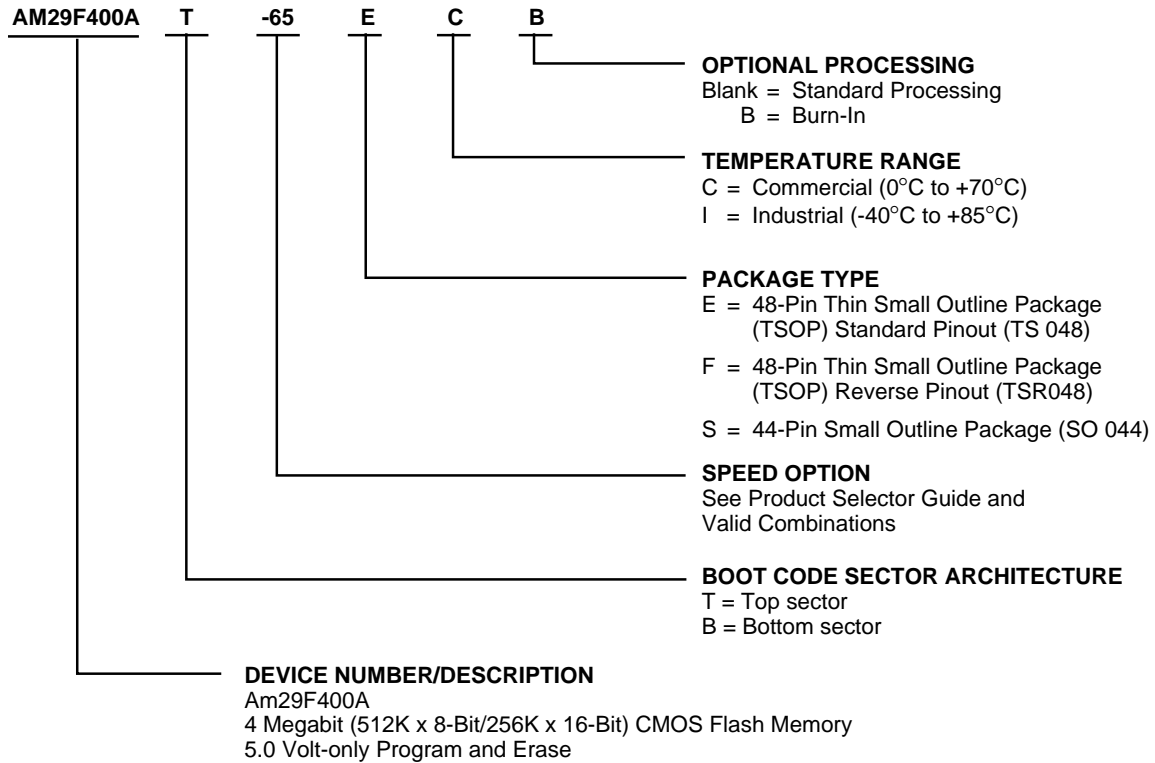 AM29F400A T -65 E C B
OPTIONAL PROCESSING
Blank = Standard Processing
B = Burn-In
TEMPERATURE RANGE
C = Commercial (0°C to +70°C)
I = Industrial (-40°C to +85°C)
PACKAGE TYPE
E = 48-Pin Thin Small Outline Package
(TSOP) Standard Pinout (TS 048)
F = 48-Pin Thin Small Outline Package
(TSOP) Reverse Pinout (TSR048)
S = 44-Pin Small Outline Package (SO 044)
SPEED OPTION
See Product Selector Guide and
Valid Combinations
BOOT CODE SECTOR ARCHITECTURE
T = Top sector
B = Bottom sector
DEVICE NUMBER/DESCRIPTION
Am29F400A
4 Megabit (512K x 8-Bit/256K x 16-Bit) CMOS Flash Memory
5.0 Volt-only Program and Erase